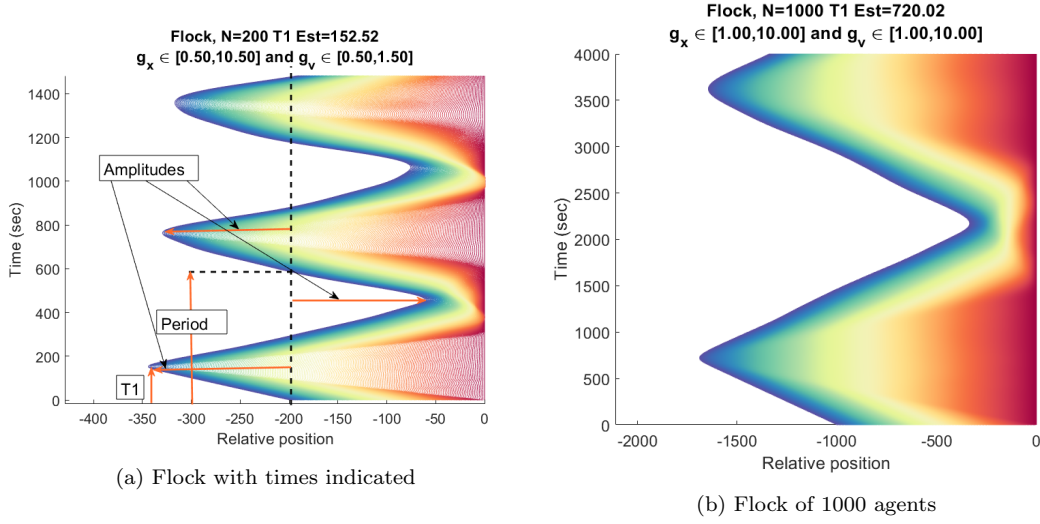 Flock, N=200 T1 Est=152.52
g_x ∈ [0.50,10.50] and g_v ∈ [0.50,1.50]
1400
1200
1000
800
600
400
200
0
Time (sec)
Amplitudes
Period
T1
-400
-350
-300
-250
-200
-150
-100
-50
0
Relative position
(a) Flock with times indicated
Flock, N=1000 T1 Est=720.02
g_x ∈ [1.00,10.00] and g_v ∈ [1.00,10.00]
4000
3500
3000
2500
2000
1500
1000
500
0
Time (sec)
-2000
-1500
-1000
-500
0
Relative position
(b) Flock of 1000 agents